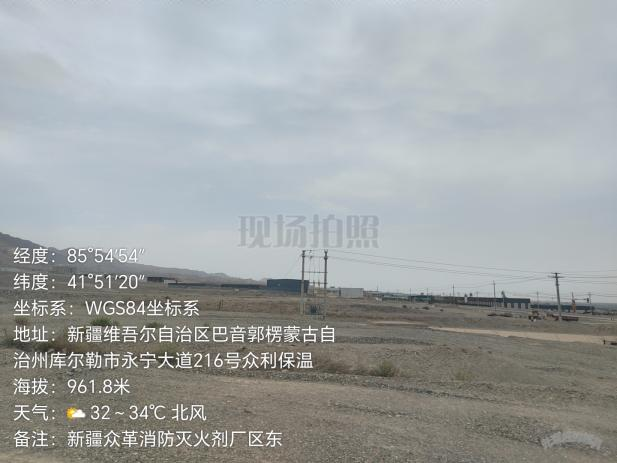 现场拍照
经度：85°54′54″
纬度：41°51′20″
坐标系：WGS84坐标系
地址：新疆维吾尔自治区巴音郭楞蒙古自
治州库尔勒市永宁大道216号众利保温
海拔：961.8米
天气：⛅ 32 ~ 34℃ 北风
备注：新疆众革消防灭火剂厂区东